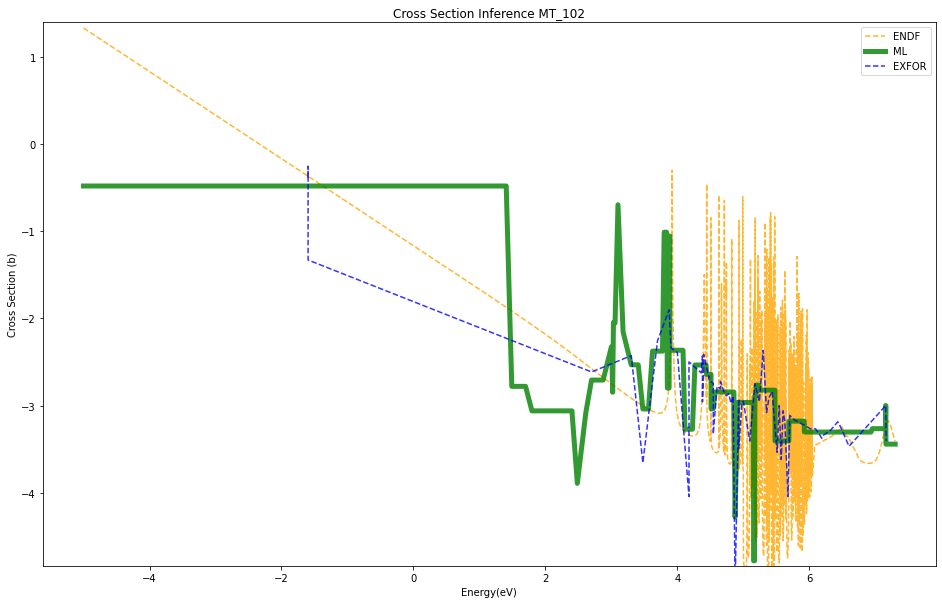 Cross Section Inference MT_102
ENDF
ML
EXFOR
Cross Section (b)
1
0
−1
−2
−3
−4
−4
−2
0
2
4
6
Energy(eV)